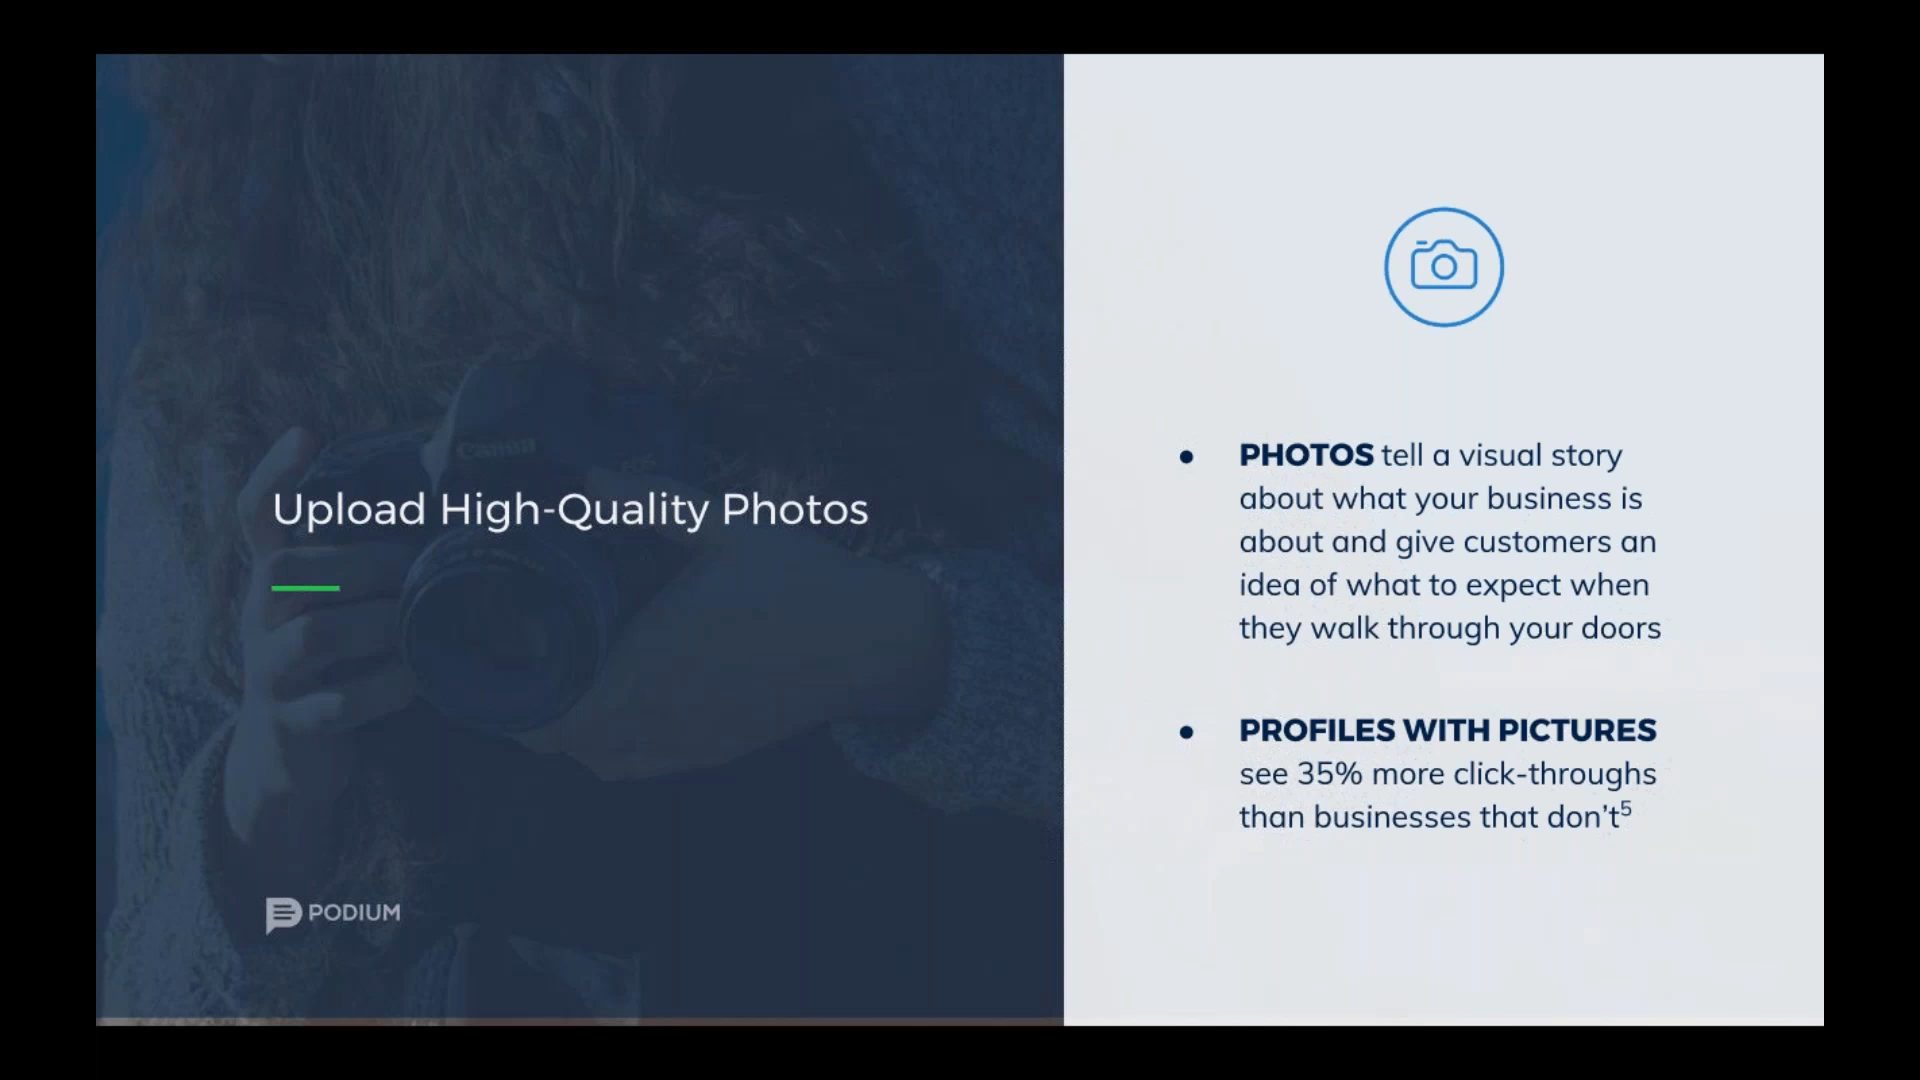 Upload High-Quality Photos
PODIUM
Canon
• PHOTOS tell a visual story
about what your business is
about and give customers an
idea of what to expect when
they walk through your doors
• PROFILES WITH PICTURES
see 35% more click-throughs
than businesses that don’t⁵